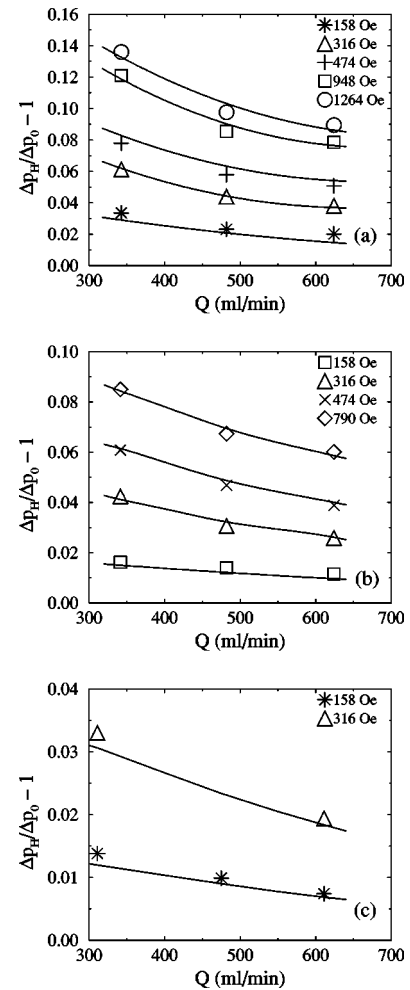 0.16
0.14
0.12
0.10
0.08
0.06
0.04
0.02
0.00
Δp_H/Δp_0 − 1
158 Oe
316 Oe
474 Oe
948 Oe
1264 Oe
(a)
300 400 500 600 700
Q (ml/min)
0.10
0.08
0.06
0.04
0.02
0.00
Δp_H/Δp_0 − 1
158 Oe
316 Oe
474 Oe
790 Oe
(b)
300 400 500 600 700
Q (ml/min)
0.04
0.03
0.02
0.01
0.00
Δp_H/Δp_0 − 1
158 Oe
316 Oe
(c)
300 400 500 600 700
Q (ml/min)